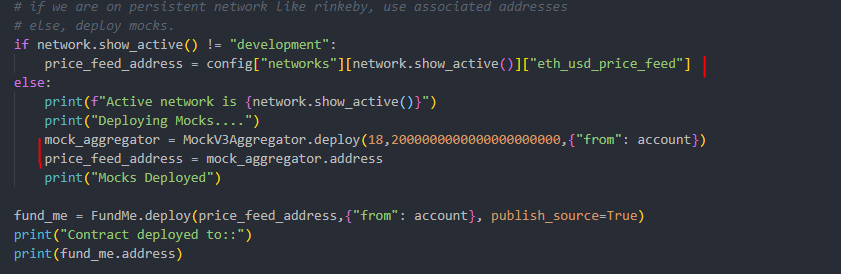 # if we are on persistent network like rinkeby, use associated addresses
# else, deploy mocks.
if network.show_active() != "development":
    price_feed_address = config["networks"][network.show_active()]["eth_usd_price_feed"]
else:
    print(f"Active network is {network.show_active()}")
    print("Deploying Mocks....")
    mock_aggregator = MockV3Aggregator.deploy(18,2000000000000000000000,{"from": account})
    price_feed_address = mock_aggregator.address
    print("Mocks Deployed")
fund_me = FundMe.deploy(price_feed_address,{"from": account}, publish_source=True)
print("Contract deployed to::")
print(fund_me.address)